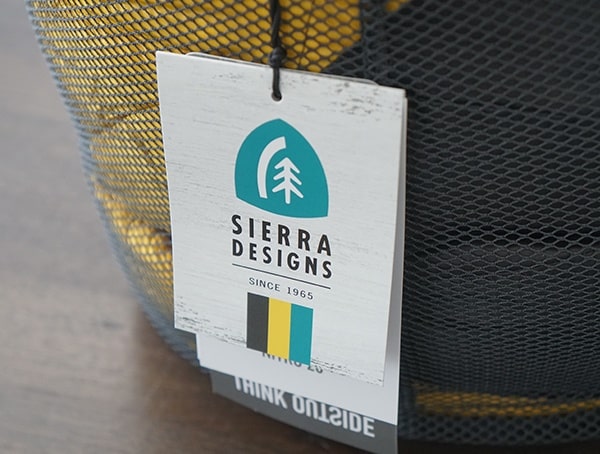 SIERRA
DESIGNS
SINCE 1965
THINK OUTSIDE